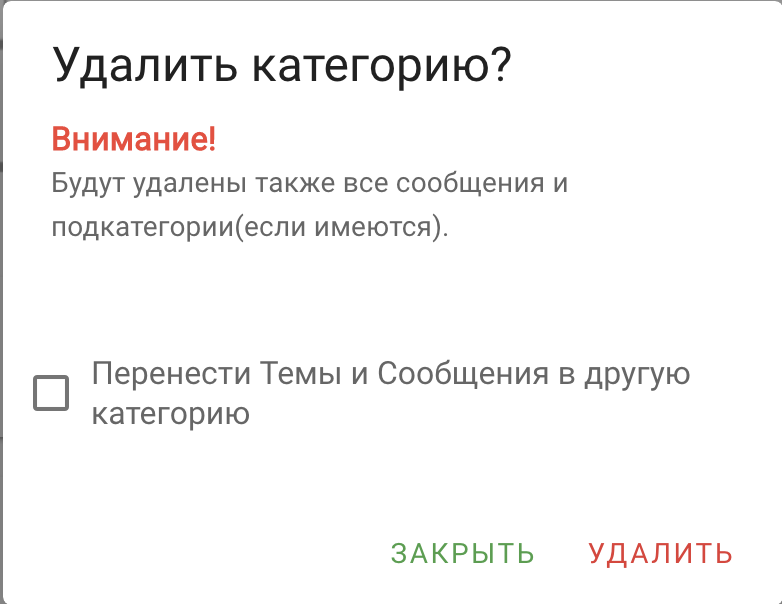 Удалить категорию?
Внимание!
Будут удалены также все сообщения и
подкатегории(если имеются).
Перенести Темы и Сообщения в другую
категорию
ЗАКРЫТЬ УДАЛИТЬ